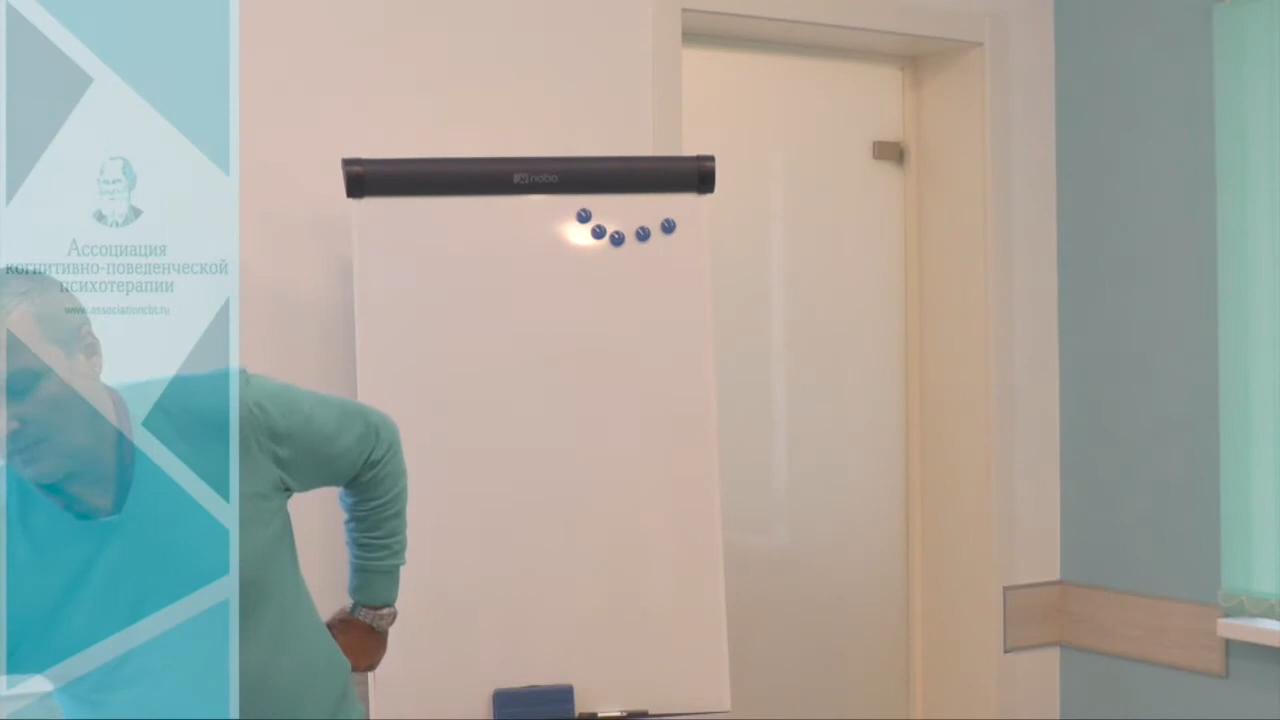 Ассоциация
когнитивно-поведенческой
психотерапии
www.associationcbt.ru
nobo